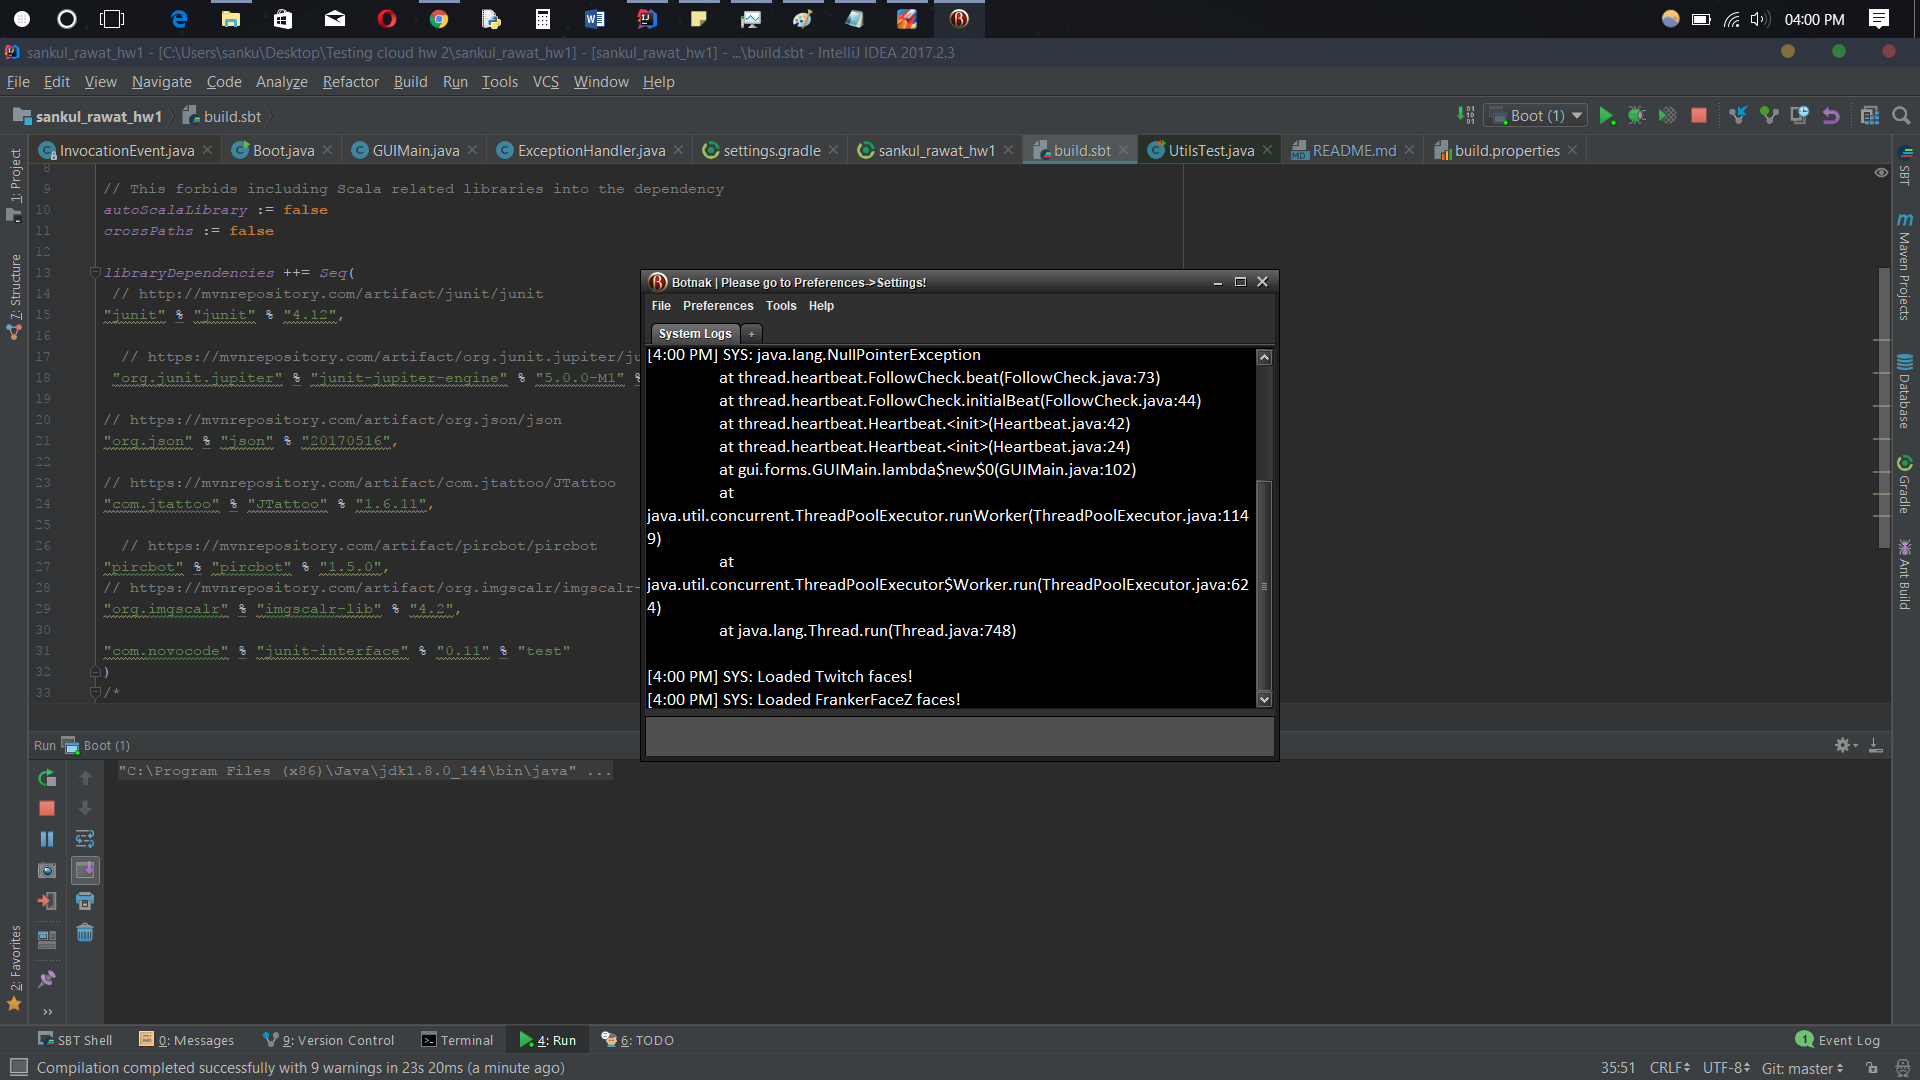 04:00 PM
sankul_rawat_hw1 - [C:\Users\sanku\Desktop\Testing cloud hw 2\sankul_rawat_hw1] - [sankul_rawat_hw1] - ...\build.sbt - IntelliJ IDEA 2017.2.3
File Edit View Navigate Code Analyze Refactor Build Run Tools VCS Window Help
sankul_rawat_hw1 build.sbt
Boot (1)
InvocationEvent.java Boot.java GUIMain.java ExceptionHandler.java settings.gradle sankul_rawat_hw1 build.sbt UtilsTest.java README.md build.properties
1: Project
7: Structure
2: Favorites
8
9 // This forbids including Scala related libraries into the dependency
10 autoScalaLibrary := false
11 crossPaths := false
12
13 libraryDependencies ++= Seq(
14 // http://mvnrepository.com/artifact/junit/junit
15 "junit" % "junit" % "4.12",
16
17 // https://mvnrepository.com/artifact/org.junit.jupiter/ju
18 "org.junit.jupiter" % "junit-jupiter-engine" % "5.0.0-M1" %
19
20 // https://mvnrepository.com/artifact/org.json/json
21 "org.json" % "json" % "20170516",
22
23 // https://mvnrepository.com/artifact/com.jtattoo/JTattoo
24 "com.jtattoo" % "JTattoo" % "1.6.11",
25
26 // https://mvnrepository.com/artifact/pircbot/pircbot
27 "pircbot" % "pircbot" % "1.5.0",
28 // https://mvnrepository.com/artifact/org.imgscalr/imgscalr-
29 "org.imgscalr" % "imgscalr-lib" % "4.2",
30
31 "com.novocode" % "junit-interface" % "0.11" % "test"
32 )
33 /*
Botnak | Please go to Preferences->Settings!
File Preferences Tools Help
System Logs +
[4:00 PM] SYS: java.lang.NullPointerException
at thread.heartbeat.FollowCheck.beat(FollowCheck.java:73)
at thread.heartbeat.FollowCheck.initialBeat(FollowCheck.java:44)
at thread.heartbeat.Heartbeat.<init>(Heartbeat.java:42)
at thread.heartbeat.Heartbeat.<init>(Heartbeat.java:24)
at gui.forms.GUIMain.lambda$new$0(GUIMain.java:102)
at
java.util.concurrent.ThreadPoolExecutor.runWorker(ThreadPoolExecutor.java:114
9)
at
java.util.concurrent.ThreadPoolExecutor$Worker.run(ThreadPoolExecutor.java:62
4)
at java.lang.Thread.run(Thread.java:748)
[4:00 PM] SYS: Loaded Twitch faces!
[4:00 PM] SYS: Loaded FrankerFaceZ faces!
SBT
m
Maven Projects
Database
Gradle
Ant Build
Run Boot (1)
"C:\Program Files (x86)\Java\jdk1.8.0_144\bin\java" ...
SBT Shell 0: Messages 9: Version Control Terminal 4: Run 6: TODO
1 Event Log
Compilation completed successfully with 9 warnings in 23s 20ms (a minute ago)
35:51 CRLF UTF-8 Git: master